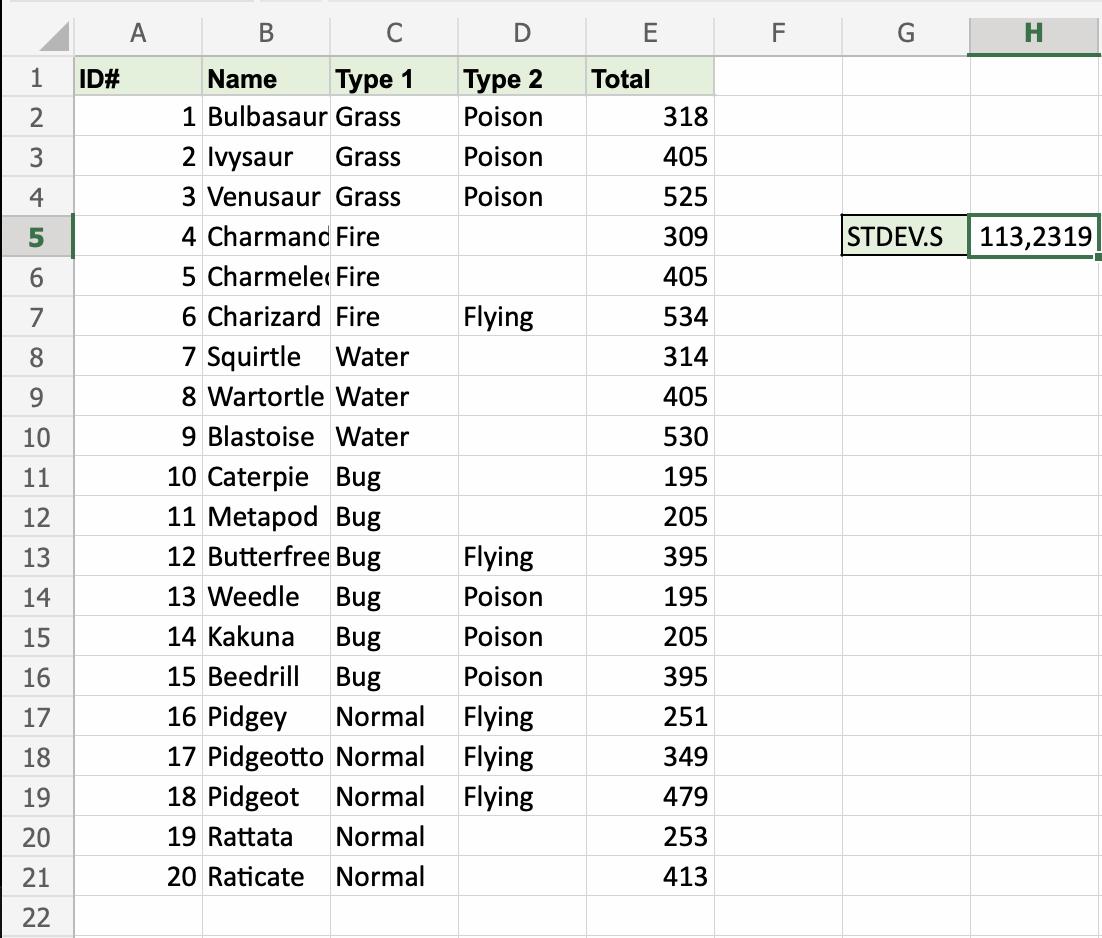 A B C D E F G H
1 ID# Name Type 1 Type 2 Total
2 1 Bulbasaur Grass Poison 318
3 2 Ivysaur Grass Poison 405
4 3 Venusaur Grass Poison 525
5 4 Charmand Fire 309 STDEV.S 113,2319
6 5 Charmele Fire 405
7 6 Charizard Fire Flying 534
8 7 Squirtle Water 314
9 8 Wartortle Water 405
10 9 Blastoise Water 530
11 10 Caterpie Bug 195
12 11 Metapod Bug 205
13 12 Butterfree Bug Flying 395
14 13 Weedle Bug Poison 195
15 14 Kakuna Bug Poison 205
16 15 Beedrill Bug Poison 395
17 16 Pidgey Normal Flying 251
18 17 Pidgeotto Normal Flying 349
19 18 Pidgeot Normal Flying 479
20 19 Rattata Normal 253
21 20 Raticate Normal 413
22